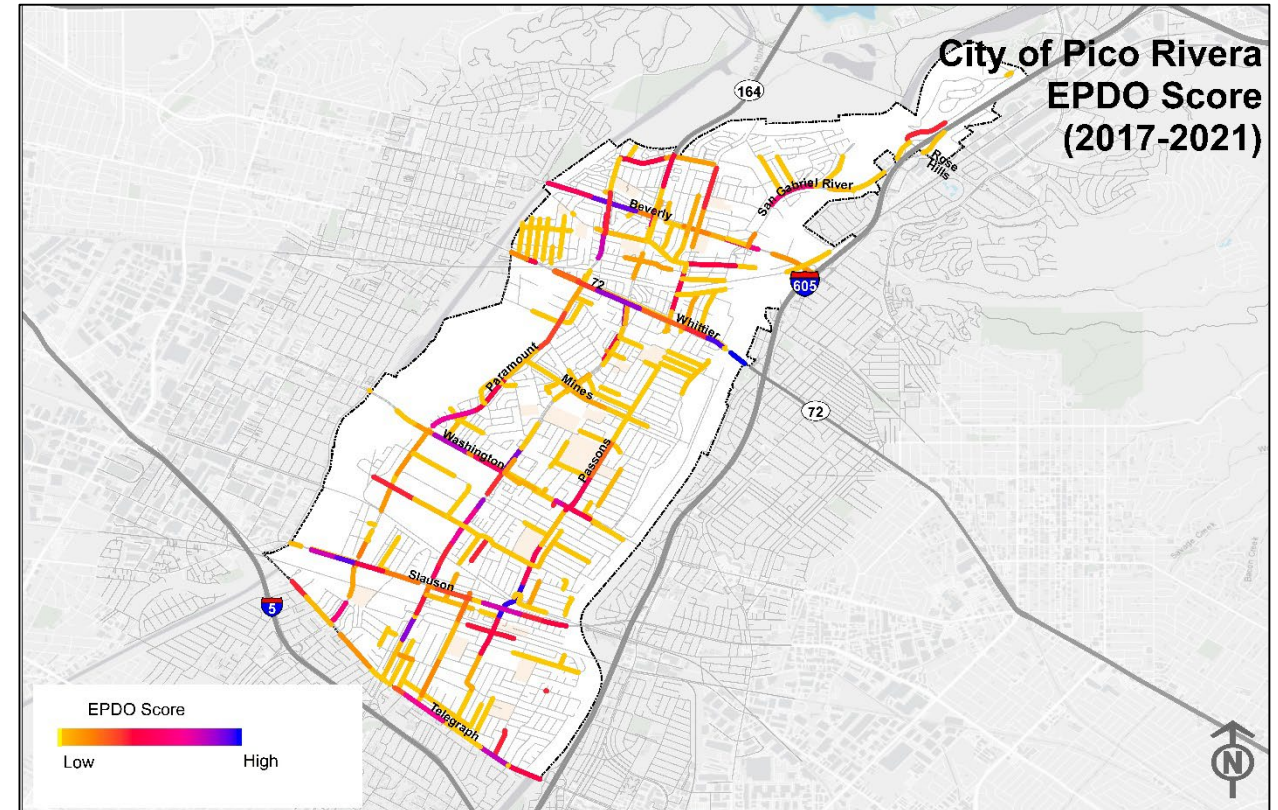 City of Pico Rivera
EPDO Score
(2017-2021)
164
Rose
Hills
San Gabriel River
Beverly
605
72
Whittier
Paramount
Mines
72
Washington
Passons
Slauson
5
Telegraph
EPDO Score
Low
High
N